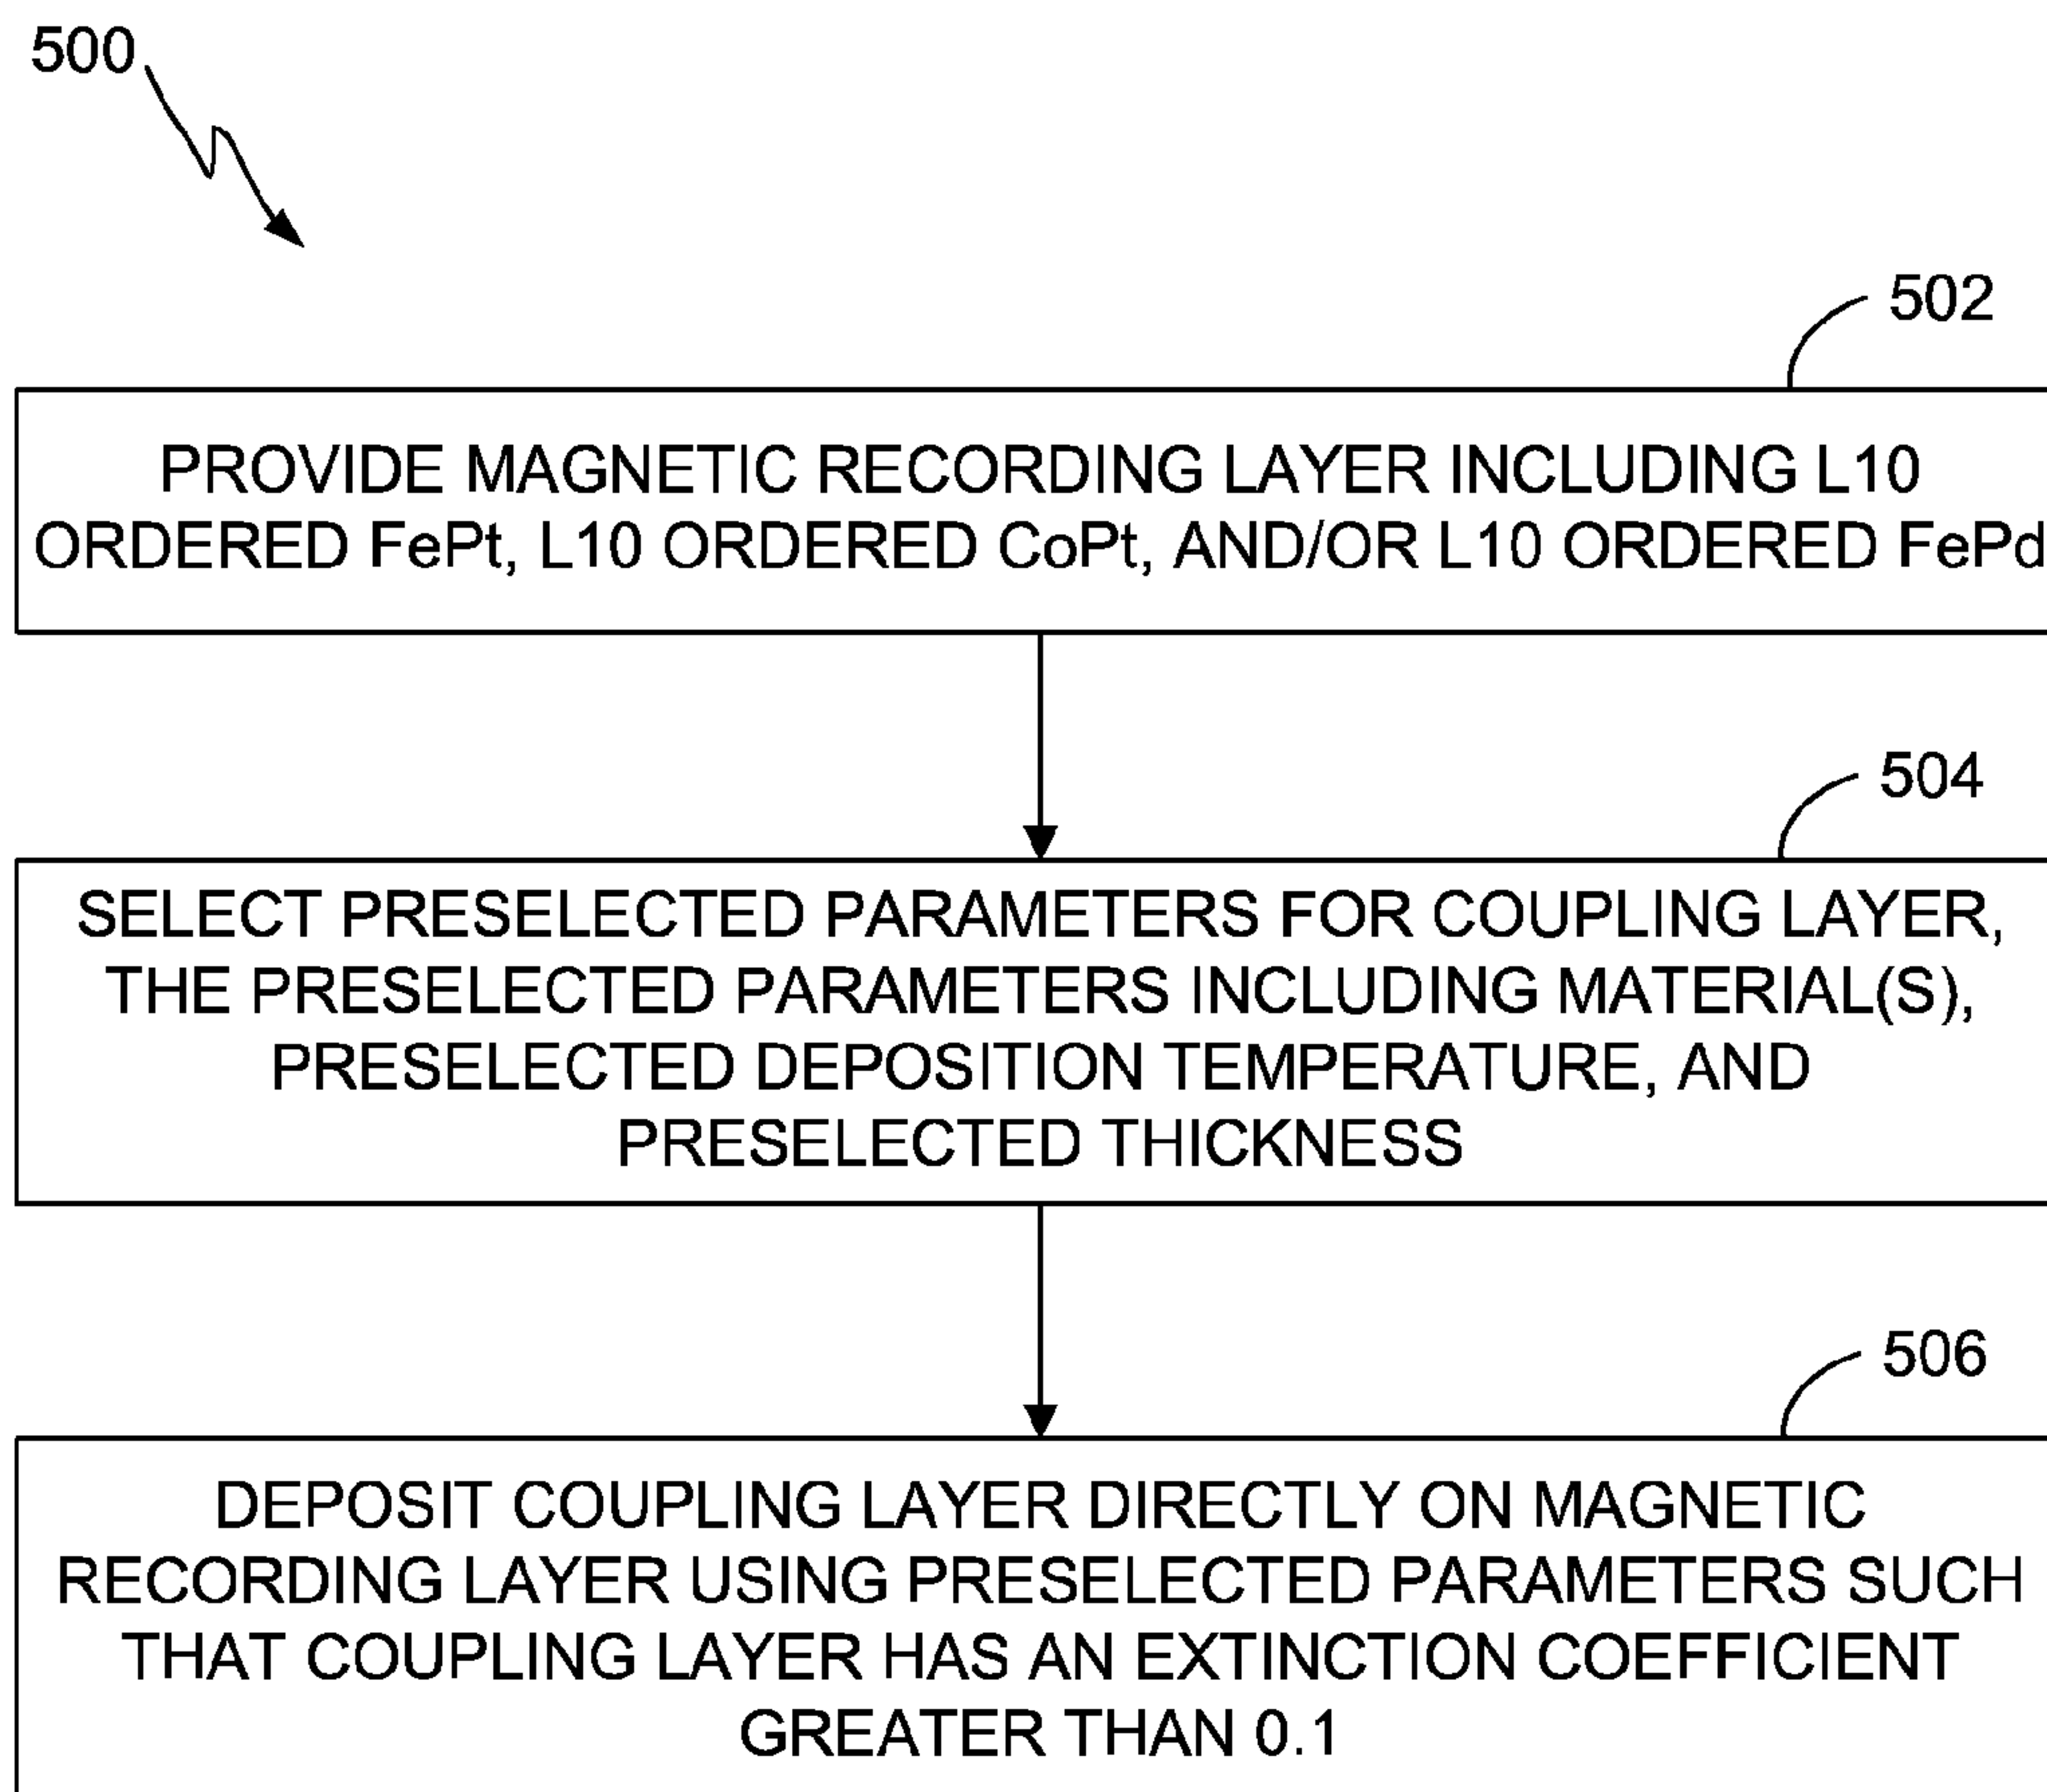 500
502
PROVIDE MAGNETIC RECORDING LAYER INCLUDING L10
ORDERED FePt, L10 ORDERED CoPt, AND/OR L10 ORDERED FePd
504
SELECT PRESELECTED PARAMETERS FOR COUPLING LAYER,
THE PRESELECTED PARAMETERS INCLUDING MATERIAL(S),
PRESELECTED DEPOSITION TEMPERATURE, AND
PRESELECTED THICKNESS
506
DEPOSIT COUPLING LAYER DIRECTLY ON MAGNETIC
RECORDING LAYER USING PRESELECTED PARAMETERS SUCH
THAT COUPLING LAYER HAS AN EXTINCTION COEFFICIENT
GREATER THAN 0.1